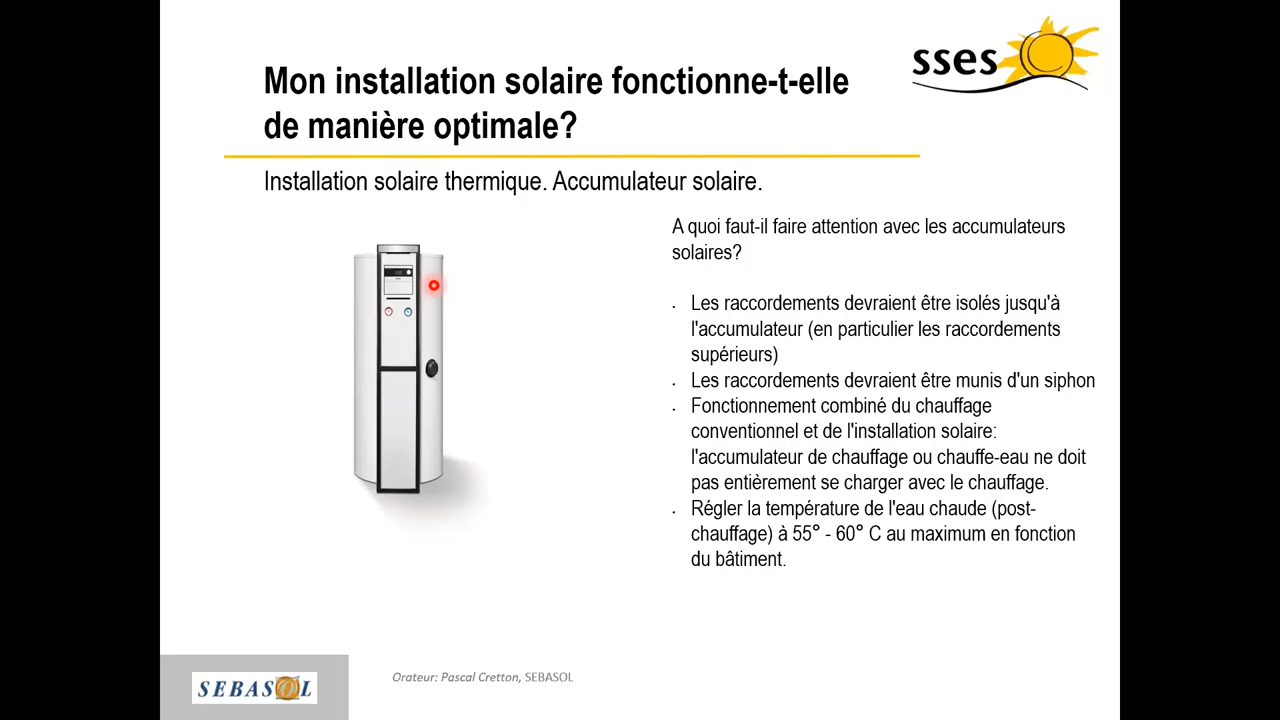 sses
Mon installation solaire fonctionne-t-elle
de manière optimale?
Installation solaire thermique. Accumulateur solaire.
A quoi faut-il faire attention avec les accumulateurs
solaires?
• Les raccordements devraient être isolés jusqu'à
l'accumulateur (en particulier les raccordements
supérieurs)
• Les raccordements devraient être munis d'un siphon
• Fonctionnement combiné du chauffage
conventionnel et de l'installation solaire:
l'accumulateur de chauffage ou chauffe-eau ne doit
pas entièrement se charger avec le chauffage.
• Régler la température de l'eau chaude (post-
chauffage) à 55° - 60° C au maximum en fonction
du bâtiment.
SEBASOL
Orateur: Pascal Cretton, SEBASOL